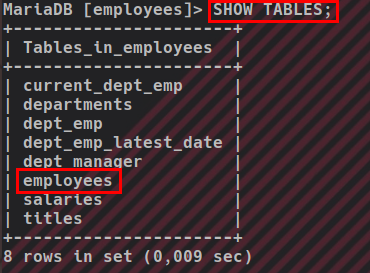 MariaDB [employees]> SHOW TABLES;
+----------------------+
| Tables_in_employees  |
+----------------------+
| current_dept_emp     |
| departments          |
| dept_emp             |
| dept_emp_latest_date |
| dept_manager         |
| employees            |
| salaries             |
| titles               |
+----------------------+
8 rows in set (0,009 sec)